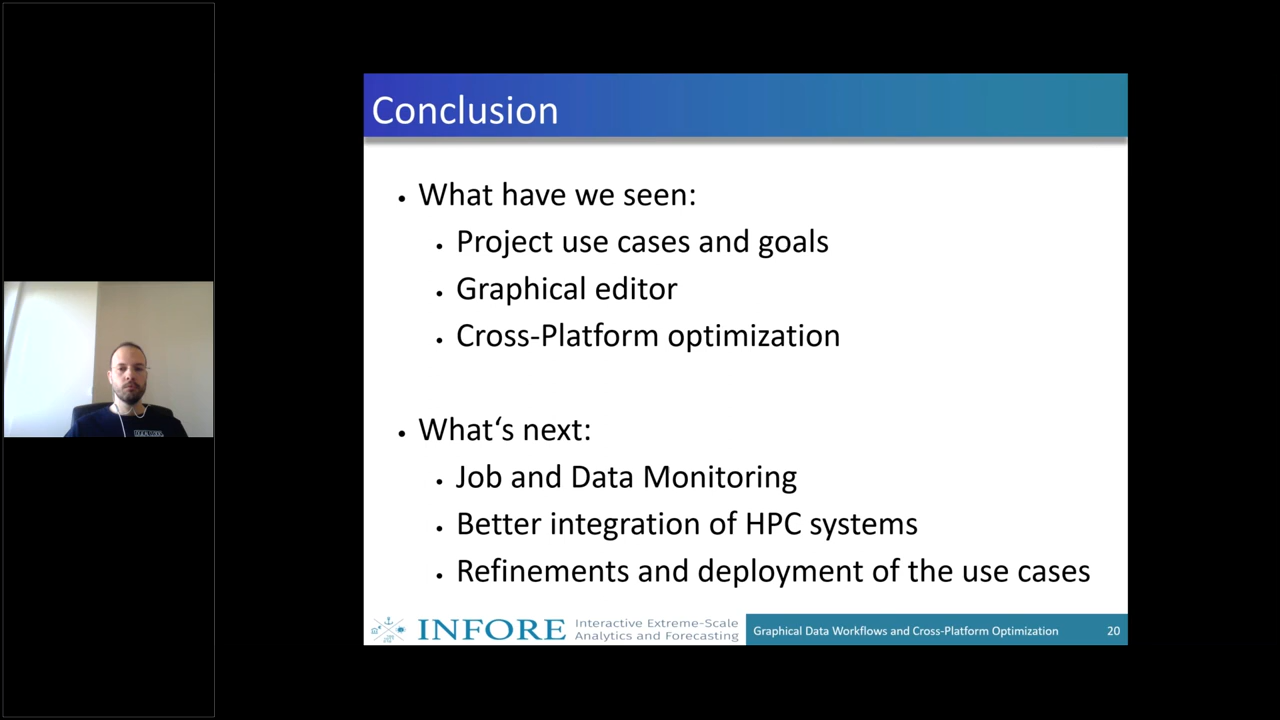 Conclusion
• What have we seen:
• Project use cases and goals
• Graphical editor
• Cross-Platform optimization
• What‘s next:
• Job and Data Monitoring
• Better integration of HPC systems
• Refinements and deployment of the use cases
INFORE
Interactive Extreme-Scale
Analytics and Forecasting
Graphical Data Workflows and Cross-Platform Optimization
20